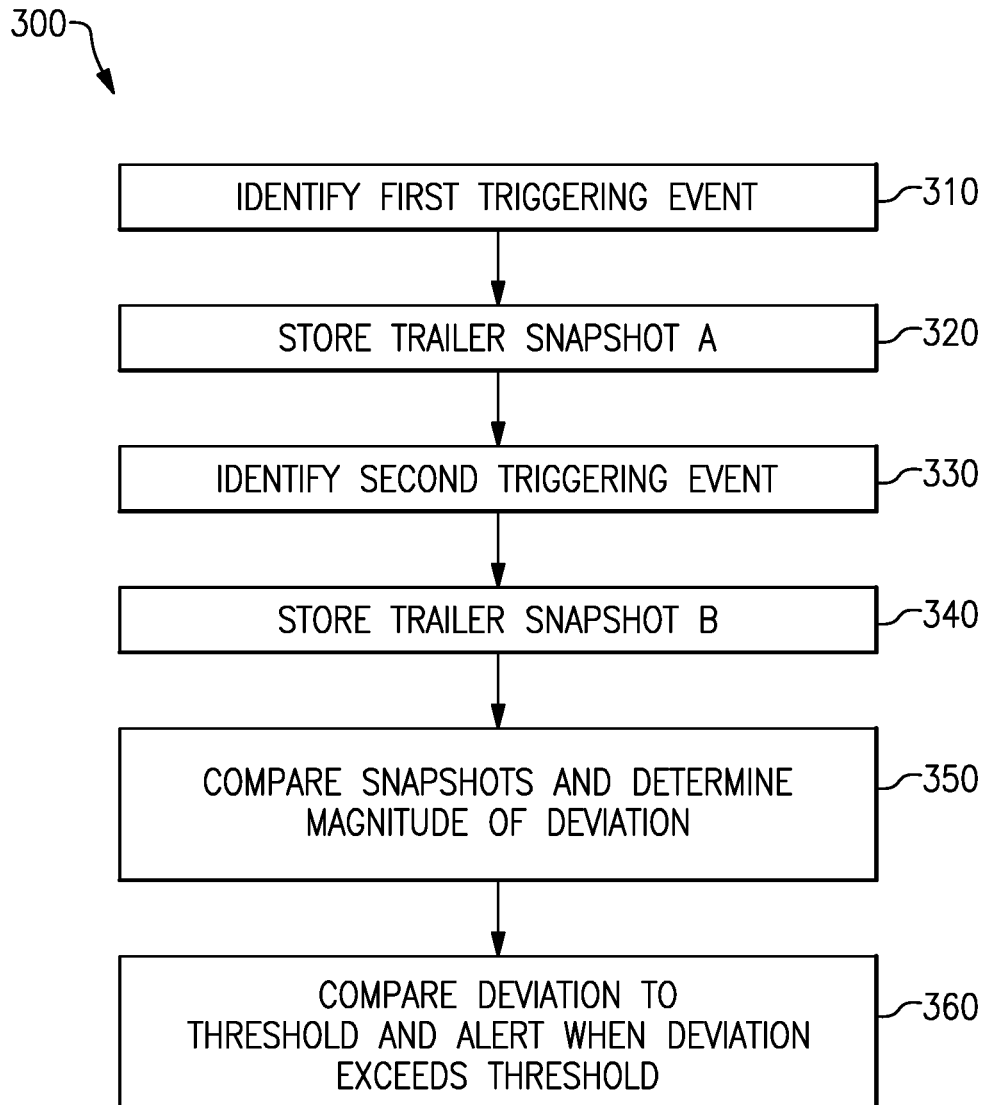 300
IDENTIFY FIRST TRIGGERING EVENT
310
STORE TRAILER SNAPSHOT A
320
IDENTIFY SECOND TRIGGERING EVENT
330
STORE TRAILER SNAPSHOT B
340
COMPARE SNAPSHOTS AND DETERMINE
MAGNITUDE OF DEVIATION
350
COMPARE DEVIATION TO
THRESHOLD AND ALERT WHEN DEVIATION
EXCEEDS THRESHOLD
360